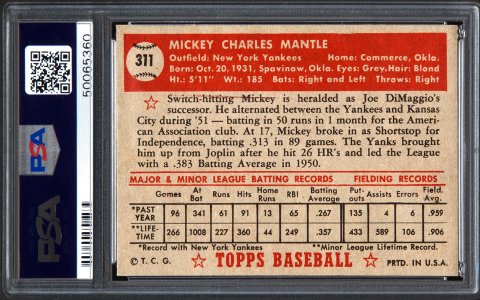 311
MICKEY CHARLES MANTLE
Outfield: New York Yankees Home: Commerce, Okla.
Born: Oct. 20, 1931, Spavinaw, Okla. Eyes: Grey. Hair: Blond
Ht.: 5'11" Wt.: 185 Bats: Right and Left Throws: Right
Switch-hitting Mickey is heralded as Joe DiMaggio's
successor. He alternated between the Yankees and Kansas
City during '51 — batting in 50 runs in 1 month for the Ameri-
can Association club. At 17, Mickey broke in as Shortstop for
Independence, batting .313 in 89 games. The Yanks brought
him up from Joplin after he hit 26 HR's and led the League
with a .383 Batting Average in 1950.
MAJOR & MINOR LEAGUE BATTING RECORDS FIELDING RECORDS
Games At Bat Runs Hits Home Runs RBI Batting Average Put-outs Assists Errors Field. Avg.
*PAST YEAR 96 341 61 91 13 65 .267 135 4 6 .959
**LIFE-TIME 266 1008 227 360 49 244 .357 433 589 106 .906
*Record with New York Yankees **Minor League Lifetime Record.
© T. C. G. TOPPS BASEBALL PRTD. IN U.S.A.
50065360
PSA
PSA